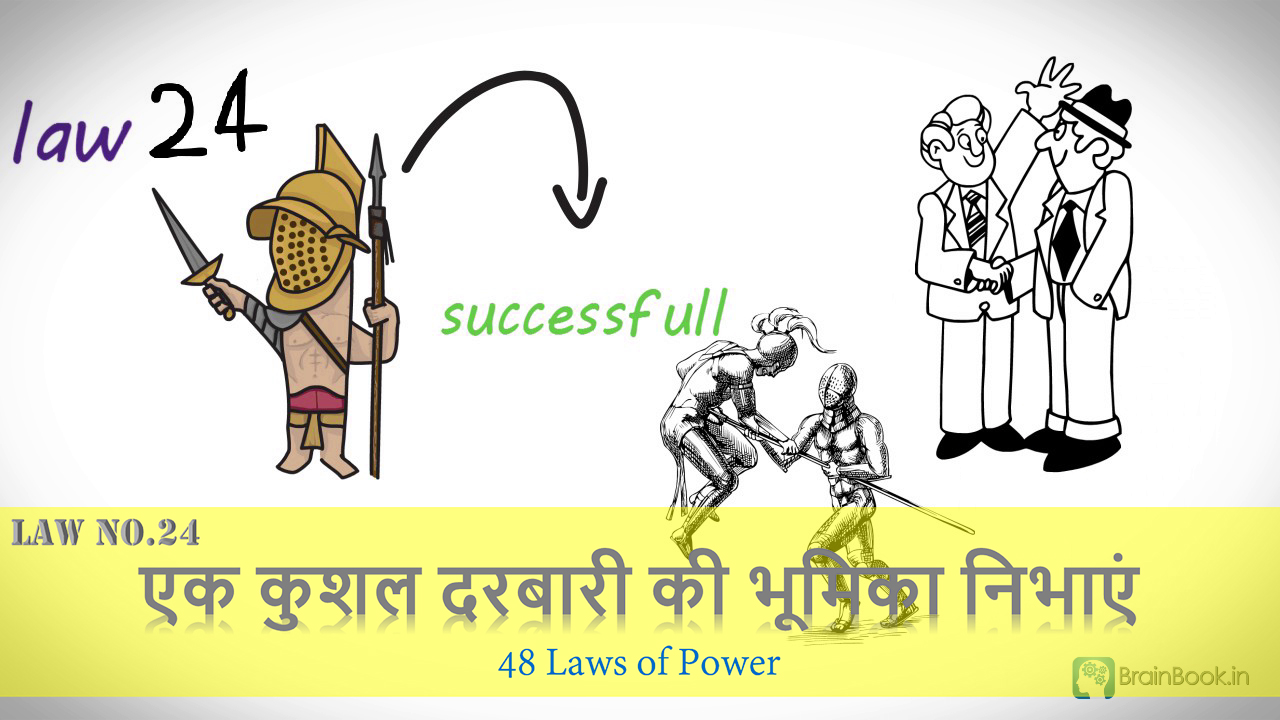 law 24
successfull
LAW NO.24
एक कुशल दरबारी की भूमिका निभाएं
48 Laws of Power
BrainBook.in